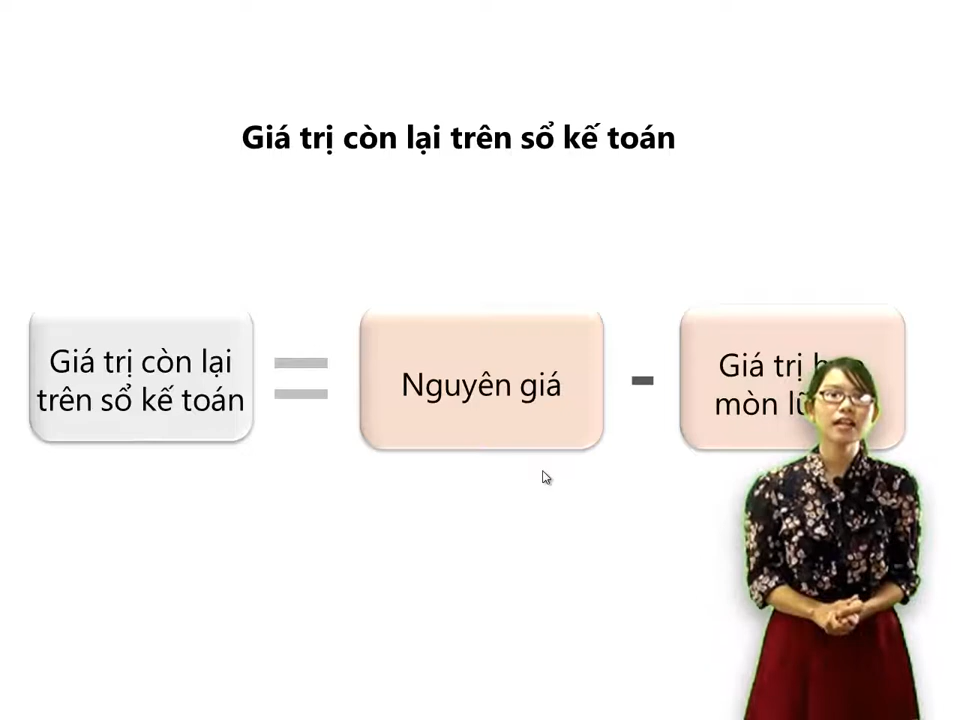 Giá trị còn lại trên sổ kế toán
Giá trị còn lại
trên sổ kế toán
Nguyên giá
-
Giá trị
mòn